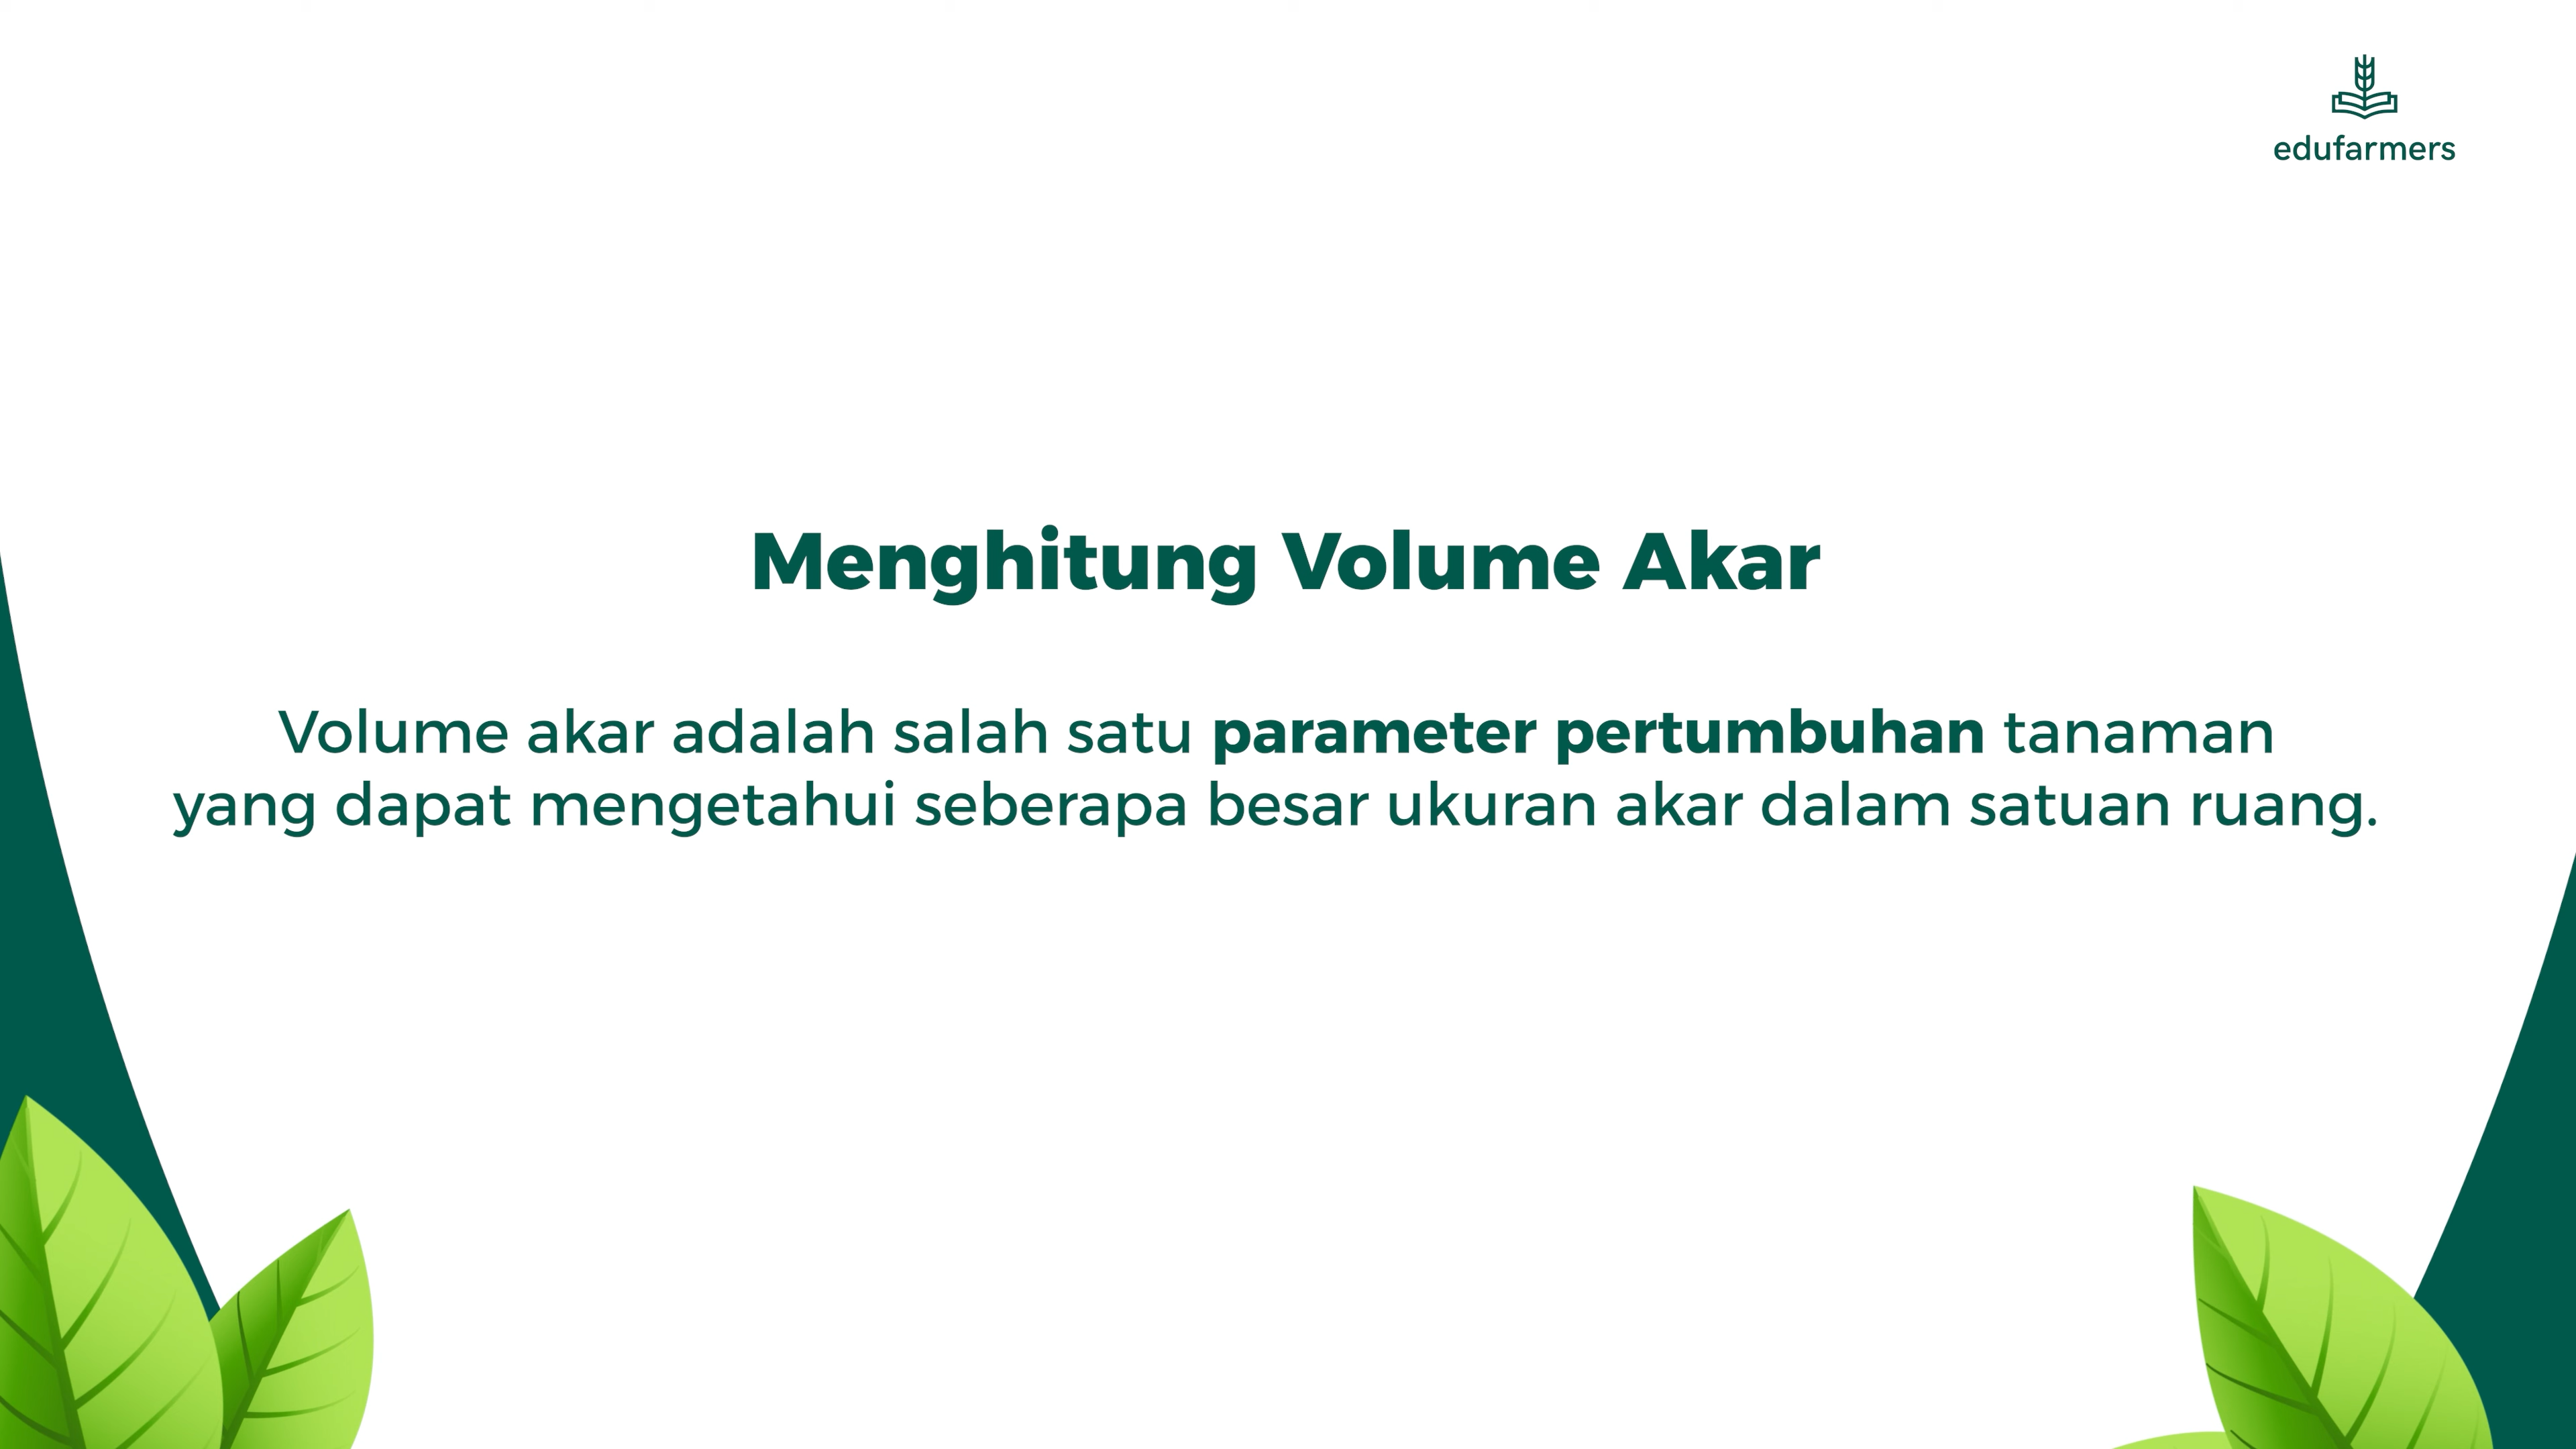 edufarmers
Menghitung Volume Akar
Volume akar adalah salah satu parameter pertumbuhan tanaman
yang dapat mengetahui seberapa besar ukuran akar dalam satuan ruang.